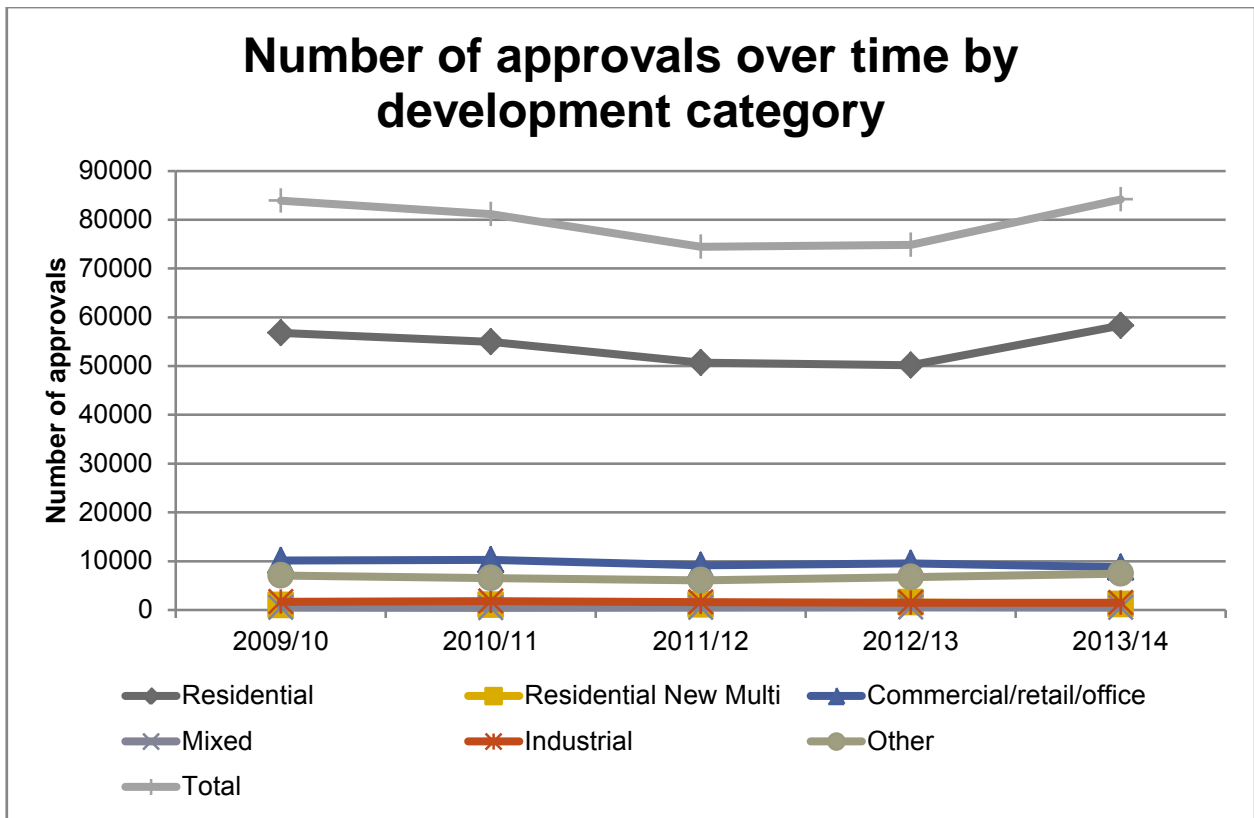 Number of approvals over time by
development category
Number of approvals
90000
80000
70000
60000
50000
40000
30000
20000
10000
0
2009/10 2010/11 2011/12 2012/13 2013/14
Residential Residential New Multi Commercial/retail/office
Mixed Industrial Other
Total